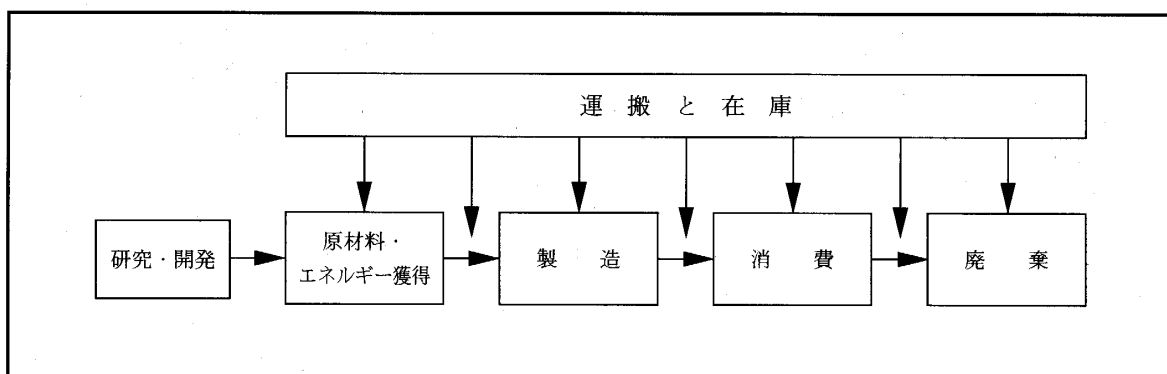 運搬と在庫
研究・開発
原材料・
エネルギー獲得
製造
消費
廃棄